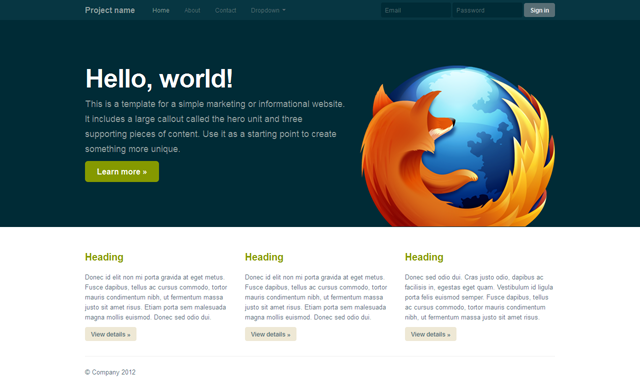 Project name Home About Contact Dropdown Email Password Sign in
Hello, world!
This is a template for a simple marketing or informational website.
It includes a large callout called the hero unit and three
supporting pieces of content. Use it as a starting point to create
something more unique.
Learn more »
Heading
Donec id elit non mi porta gravida at eget metus.
Fusce dapibus, tellus ac cursus commodo, tortor
mauris condimentum nibh, ut fermentum massa
justo sit amet risus. Etiam porta sem malesuada
magna mollis euismod. Donec sed odio dui.
View details »
Heading
Donec id elit non mi porta gravida at eget metus.
Fusce dapibus, tellus ac cursus commodo, tortor
mauris condimentum nibh, ut fermentum massa
justo sit amet risus. Etiam porta sem malesuada
magna mollis euismod. Donec sed odio dui.
View details »
Heading
Donec sed odio dui. Cras justo odio, dapibus ac
facilisis in, egestas eget quam. Vestibulum id ligula
porta felis euismod semper. Fusce dapibus, tellus
ac cursus commodo, tortor mauris condimentum
nibh, ut fermentum massa justo sit amet risus.
View details »
© Company 2012